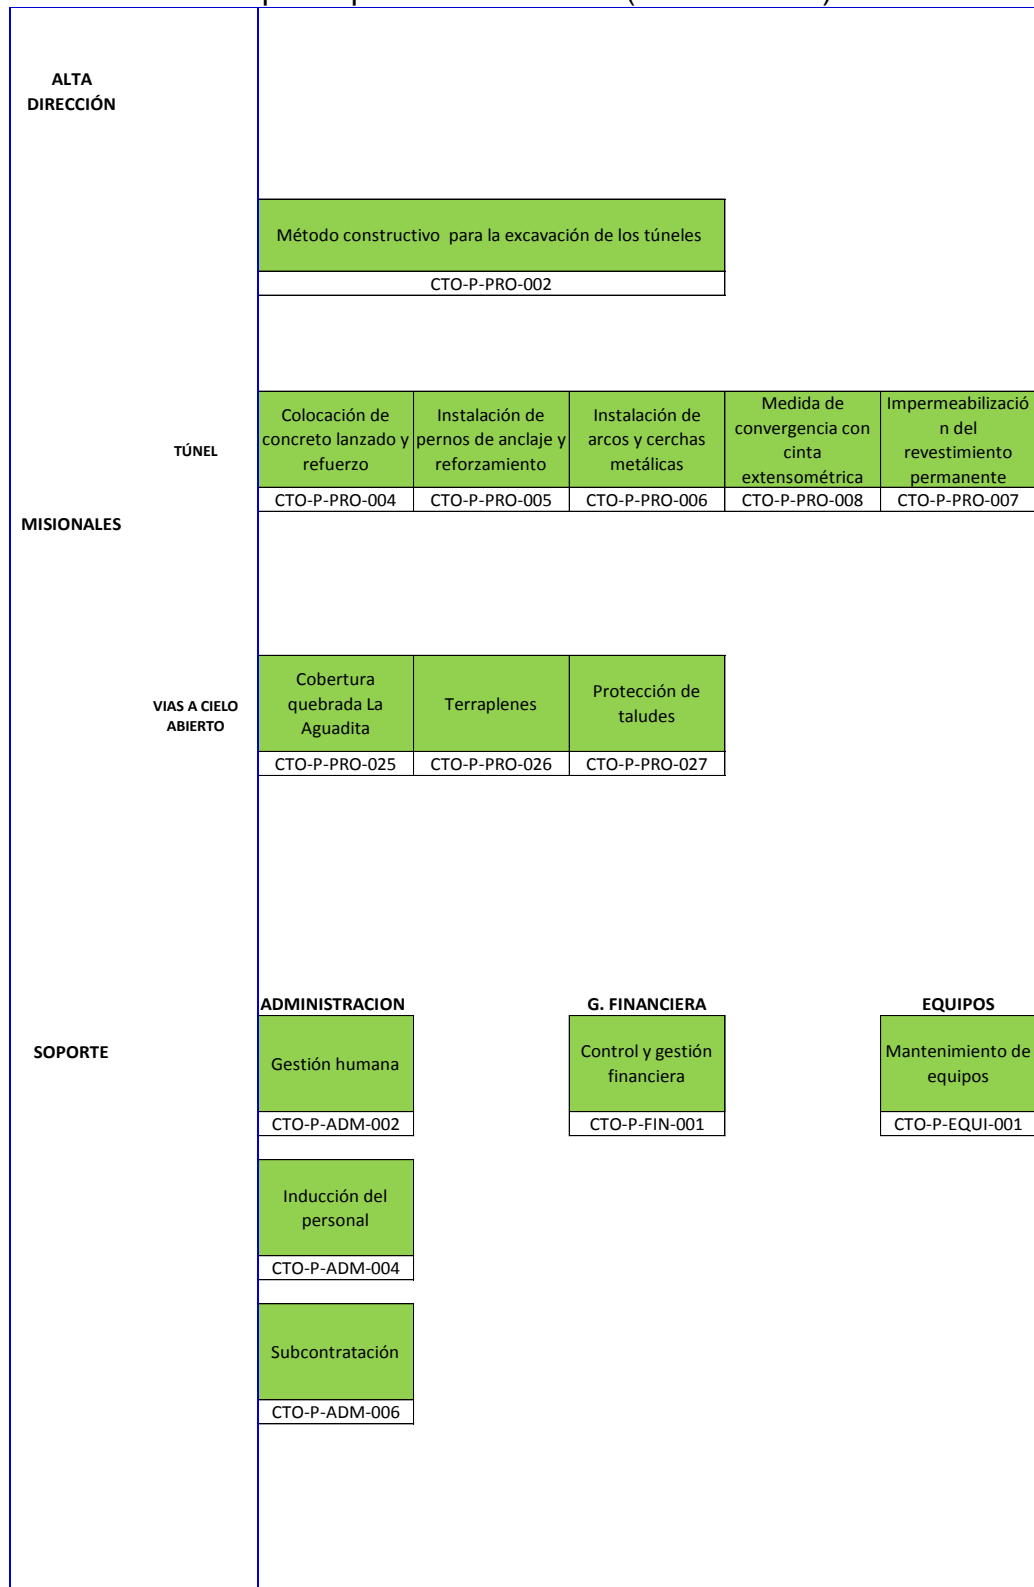 ALTA
DIRECCIÓN
Método constructivo  para la excavación de los túneles
CTO-P-PRO-002
TÚNEL
Colocación de
concreto lanzado y
refuerzo
CTO-P-PRO-004
Instalación de
pernos de anclaje y
reforzamiento
CTO-P-PRO-005
Instalación de
arcos y cerchas
metálicas
CTO-P-PRO-006
Medida de
convergencia con
cinta
extensométrica
CTO-P-PRO-008
Impermeabilizació
n del
revestimiento
permanente
CTO-P-PRO-007
MISIONALES
VIAS A CIELO
ABIERTO
Cobertura
quebrada La
Aguadita
CTO-P-PRO-025
Terraplenes
CTO-P-PRO-026
Protección de
taludes
CTO-P-PRO-027
SOPORTE
ADMINISTRACION
Gestión humana
CTO-P-ADM-002
G. FINANCIERA
Control y gestión
financiera
CTO-P-FIN-001
EQUIPOS
Mantenimiento de
equipos
CTO-P-EQUI-001
Inducción del
personal
CTO-P-ADM-004
Subcontratación
CTO-P-ADM-006